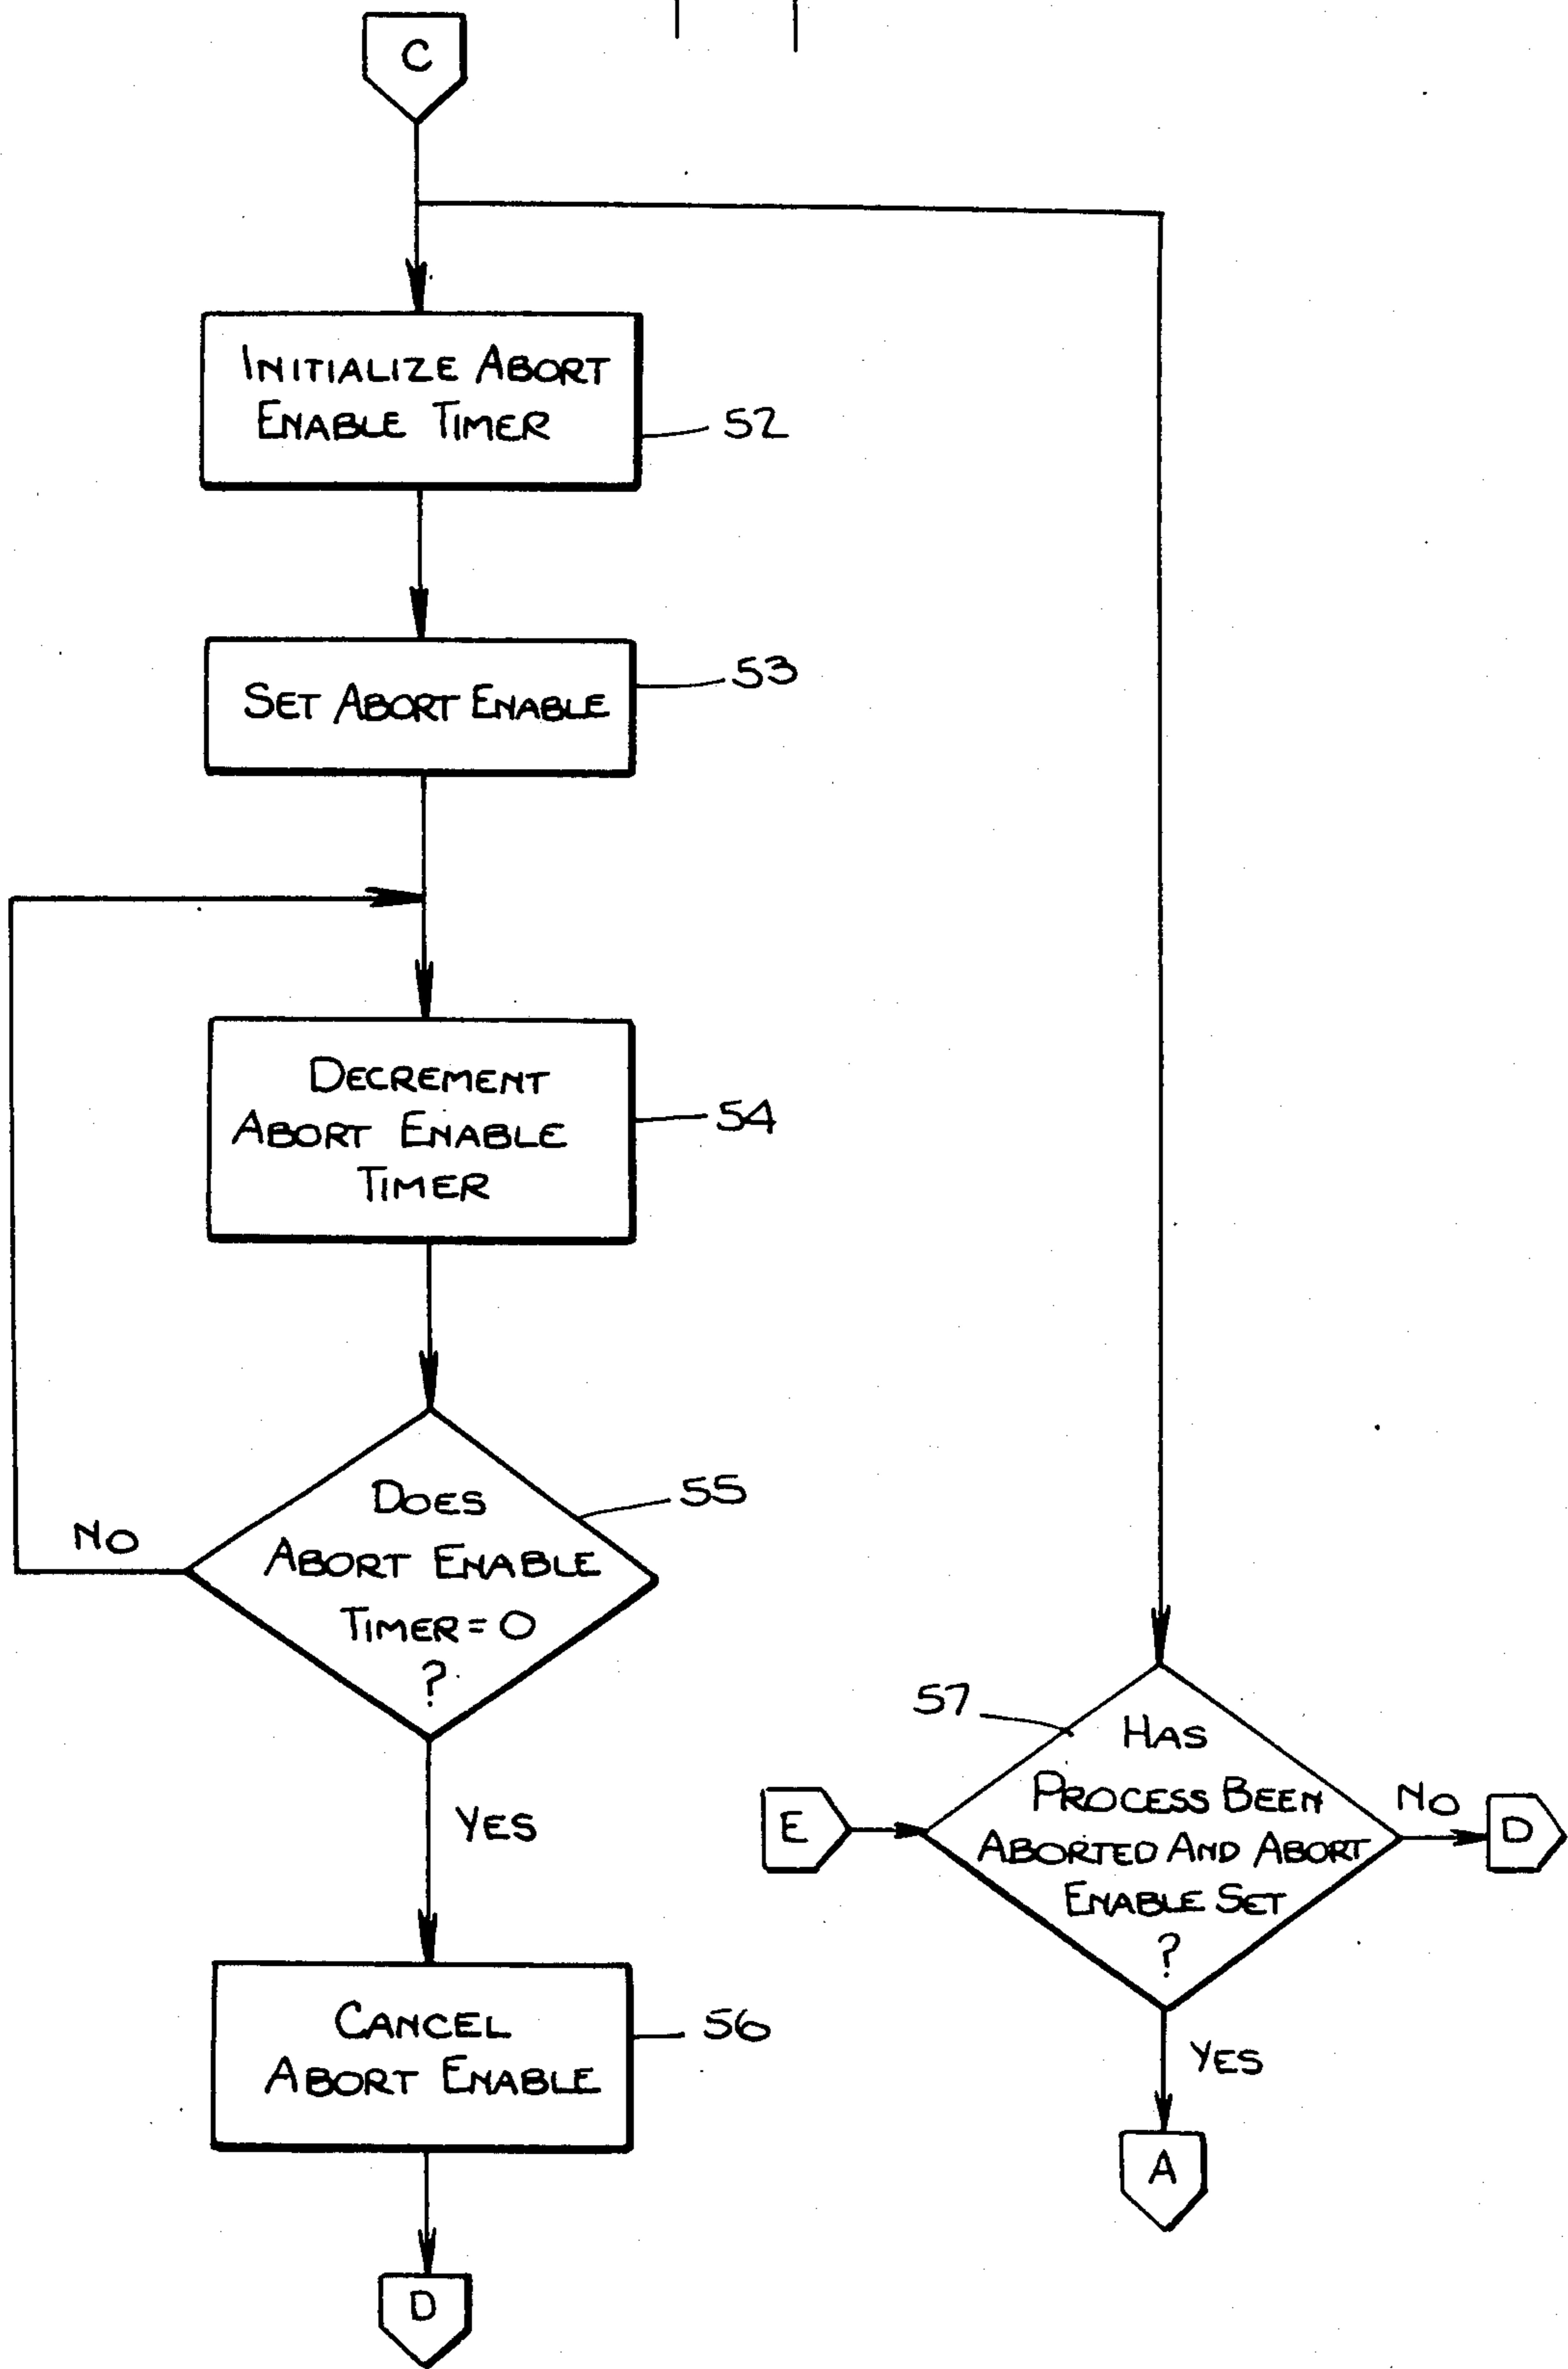 C
INITIALIZE ABORT
ENABLE TIMER
52
SET ABORT ENABLE
53
DECREMENT
ABORT ENABLE
TIMER
54
DOES
ABORT ENABLE
TIMER = 0
?
55
NO
YES
CANCEL
ABORT ENABLE
56
D
57
HAS
PROCESS BEEN
ABORTED AND ABORT
ENABLE SET
?
E
NO
D
YES
A